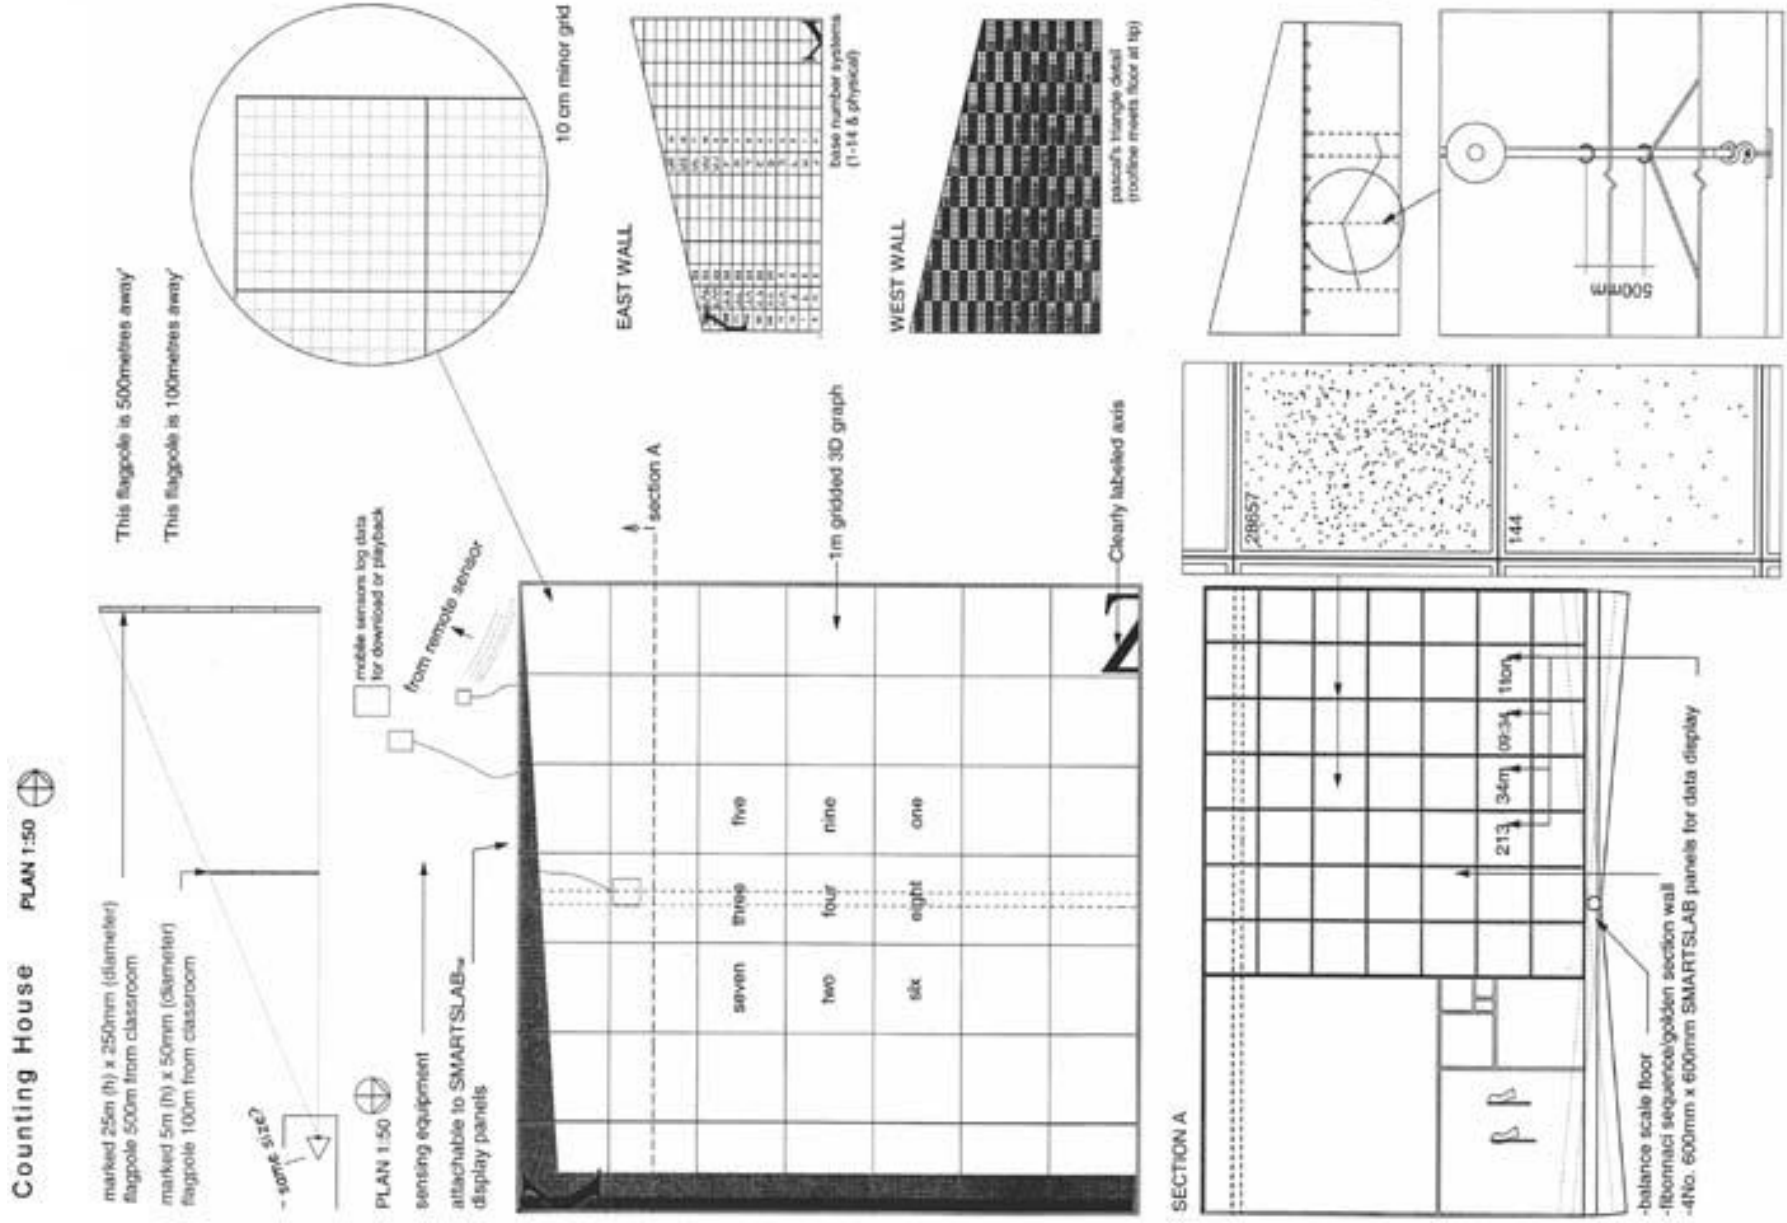 Counting House PLAN 1:50
marked 25m (h) x 250mm (diameter)
flagpole 500m from classroom
marked 5m (h) x 50mm (diameter)
flagpole 100m from classroom
- same size?
'This flagpole is 500metres away'
'This flagpole is 100metres away'
PLAN 1:50
sensing equipment
attachable to SMARTSLAB™
display panels
mobile sensors log data
for download or playback
from remote sensor
10 cm minor grid
section A
1m gridded 3D graph
Clearly labeled axis
Z
seven three five
two four nine
six eight one
EAST WALL
base number systems
(1-14 & physical)
WEST WALL
pascal's triangle detail
(roofline meets floor at tip)
500mm
28657
144
SECTION A
213 34m 09:34 1ton
-balance scale floor
-fibonnaci sequence/golden section wall
-4No. 600mm x 600mm SMARTSLAB panels for data display